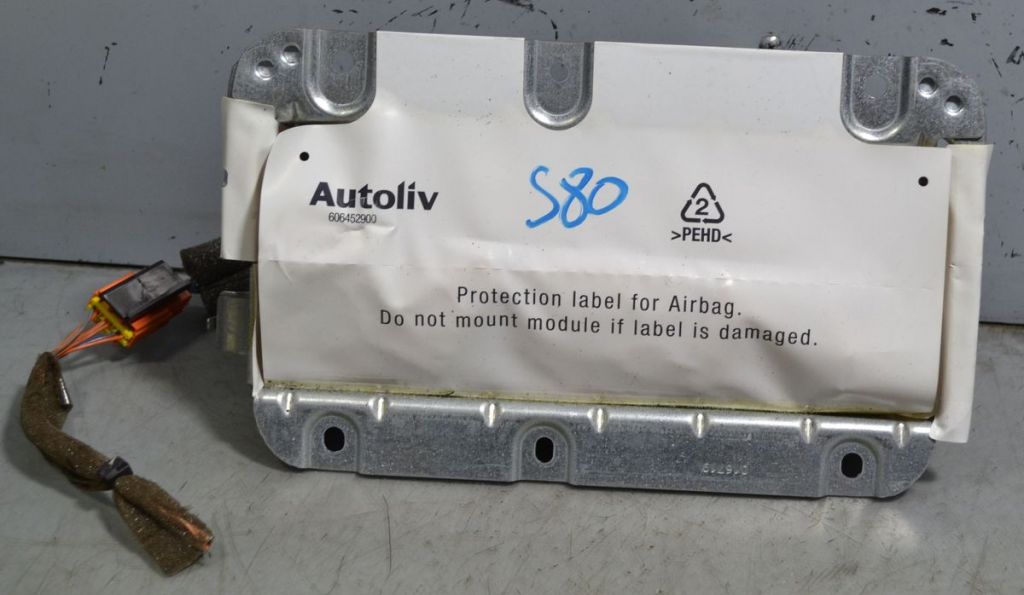 Autoliv
606452900
S80
2
>PEHD<
Protection label for Airbag.
Do not mount module if label is damaged.